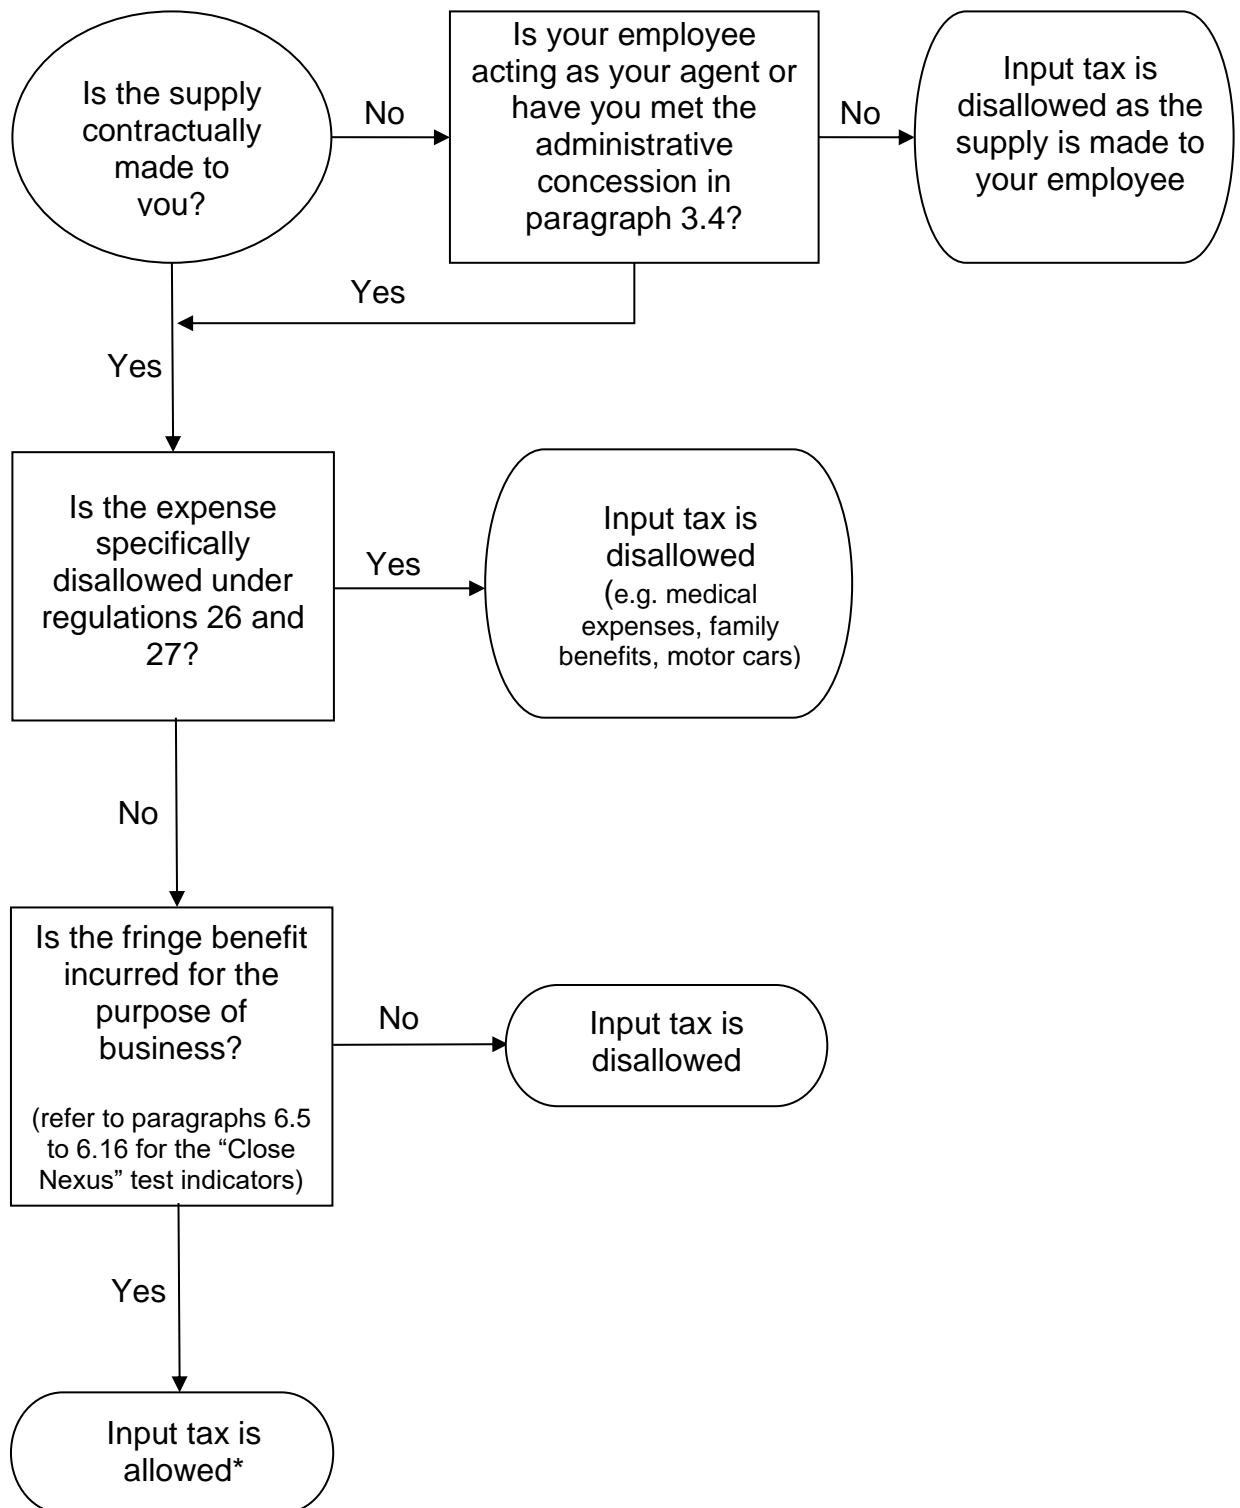 Is the supply
contractually
made to
you?
No
Is your employee
acting as your agent or
have you met the
administrative
concession in
paragraph 3.4?
No
Input tax is
disallowed as the
supply is made to
your employee
Yes
Yes
Is the expense
specifically
disallowed under
regulations 26 and
27?
Yes
Input tax is
disallowed
(e.g. medical
expenses, family
benefits, motor cars)
No
Is the fringe benefit
incurred for the
purpose of
business?
(refer to paragraphs 6.5
to 6.16 for the “Close
Nexus” test indicators)
No
Input tax is
disallowed
Yes
Input tax is
allowed*